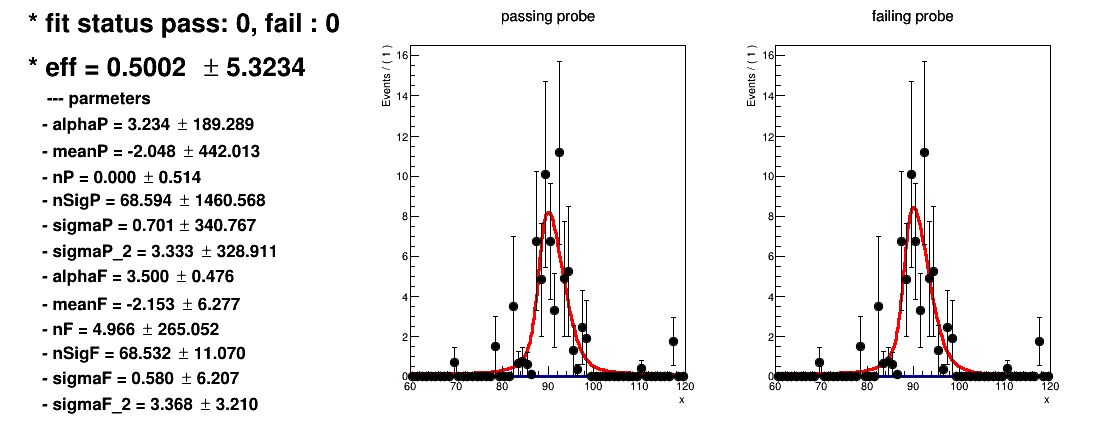 * fit status pass: 0, fail : 0
* eff = 0.5002 ± 5.3234
--- parmeters
- alphaP = 3.234 ± 189.289
- meanP = -2.048 ± 442.013
- nP = 0.000 ± 0.514
- nSigP = 68.594 ± 1460.568
- sigmaP = 0.701 ± 340.767
- sigmaP_2 = 3.333 ± 328.911
- alphaF = 3.500 ± 0.476
- meanF = -2.153 ± 6.277
- nF = 4.966 ± 265.052
- nSigF = 68.532 ± 11.070
- sigmaF = 0.580 ± 6.207
- sigmaF_2 = 3.368 ± 3.210
passing probe
Events / ( 1 )
16
14
12
10
8
6
4
2
0
60 70 80 90 100 110 120
x
failing probe
Events / ( 1 )
16
14
12
10
8
6
4
2
0
60 70 80 90 100 110 120
x